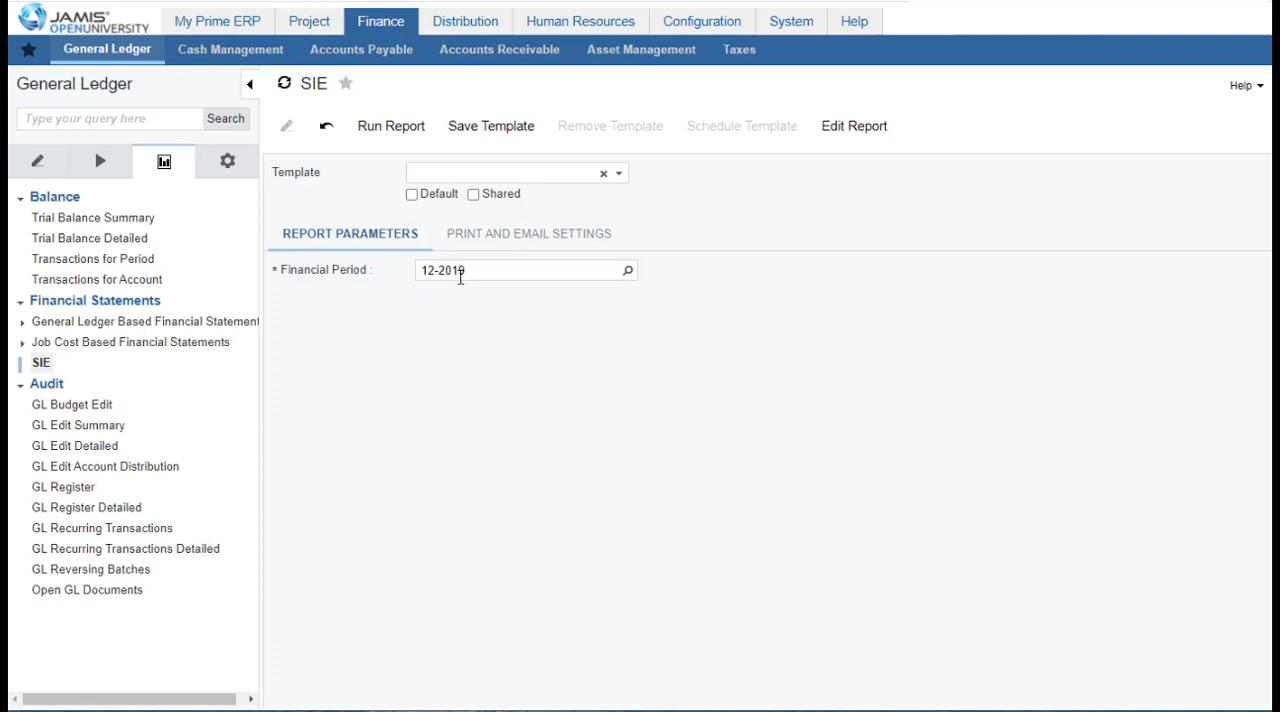 JAMIS®
OPENUNIVERSITY
My Prime ERP Project Finance Distribution Human Resources Configuration System Help
General Ledger Cash Management Accounts Payable Accounts Receivable Asset Management Taxes
General Ledger
SIE
Help
Type your query here Search
Run Report Save Template Remove Template Schedule Template Edit Report
Template
Default Shared
REPORT PARAMETERS PRINT AND EMAIL SETTINGS
* Financial Period : 12-2019
Balance
Trial Balance Summary
Trial Balance Detailed
Transactions for Period
Transactions for Account
Financial Statements
General Ledger Based Financial Statement
Job Cost Based Financial Statements
SIE
Audit
GL Budget Edit
GL Edit Summary
GL Edit Detailed
GL Edit Account Distribution
GL Register
GL Register Detailed
GL Recurring Transactions
GL Recurring Transactions Detailed
GL Reversing Batches
Open GL Documents